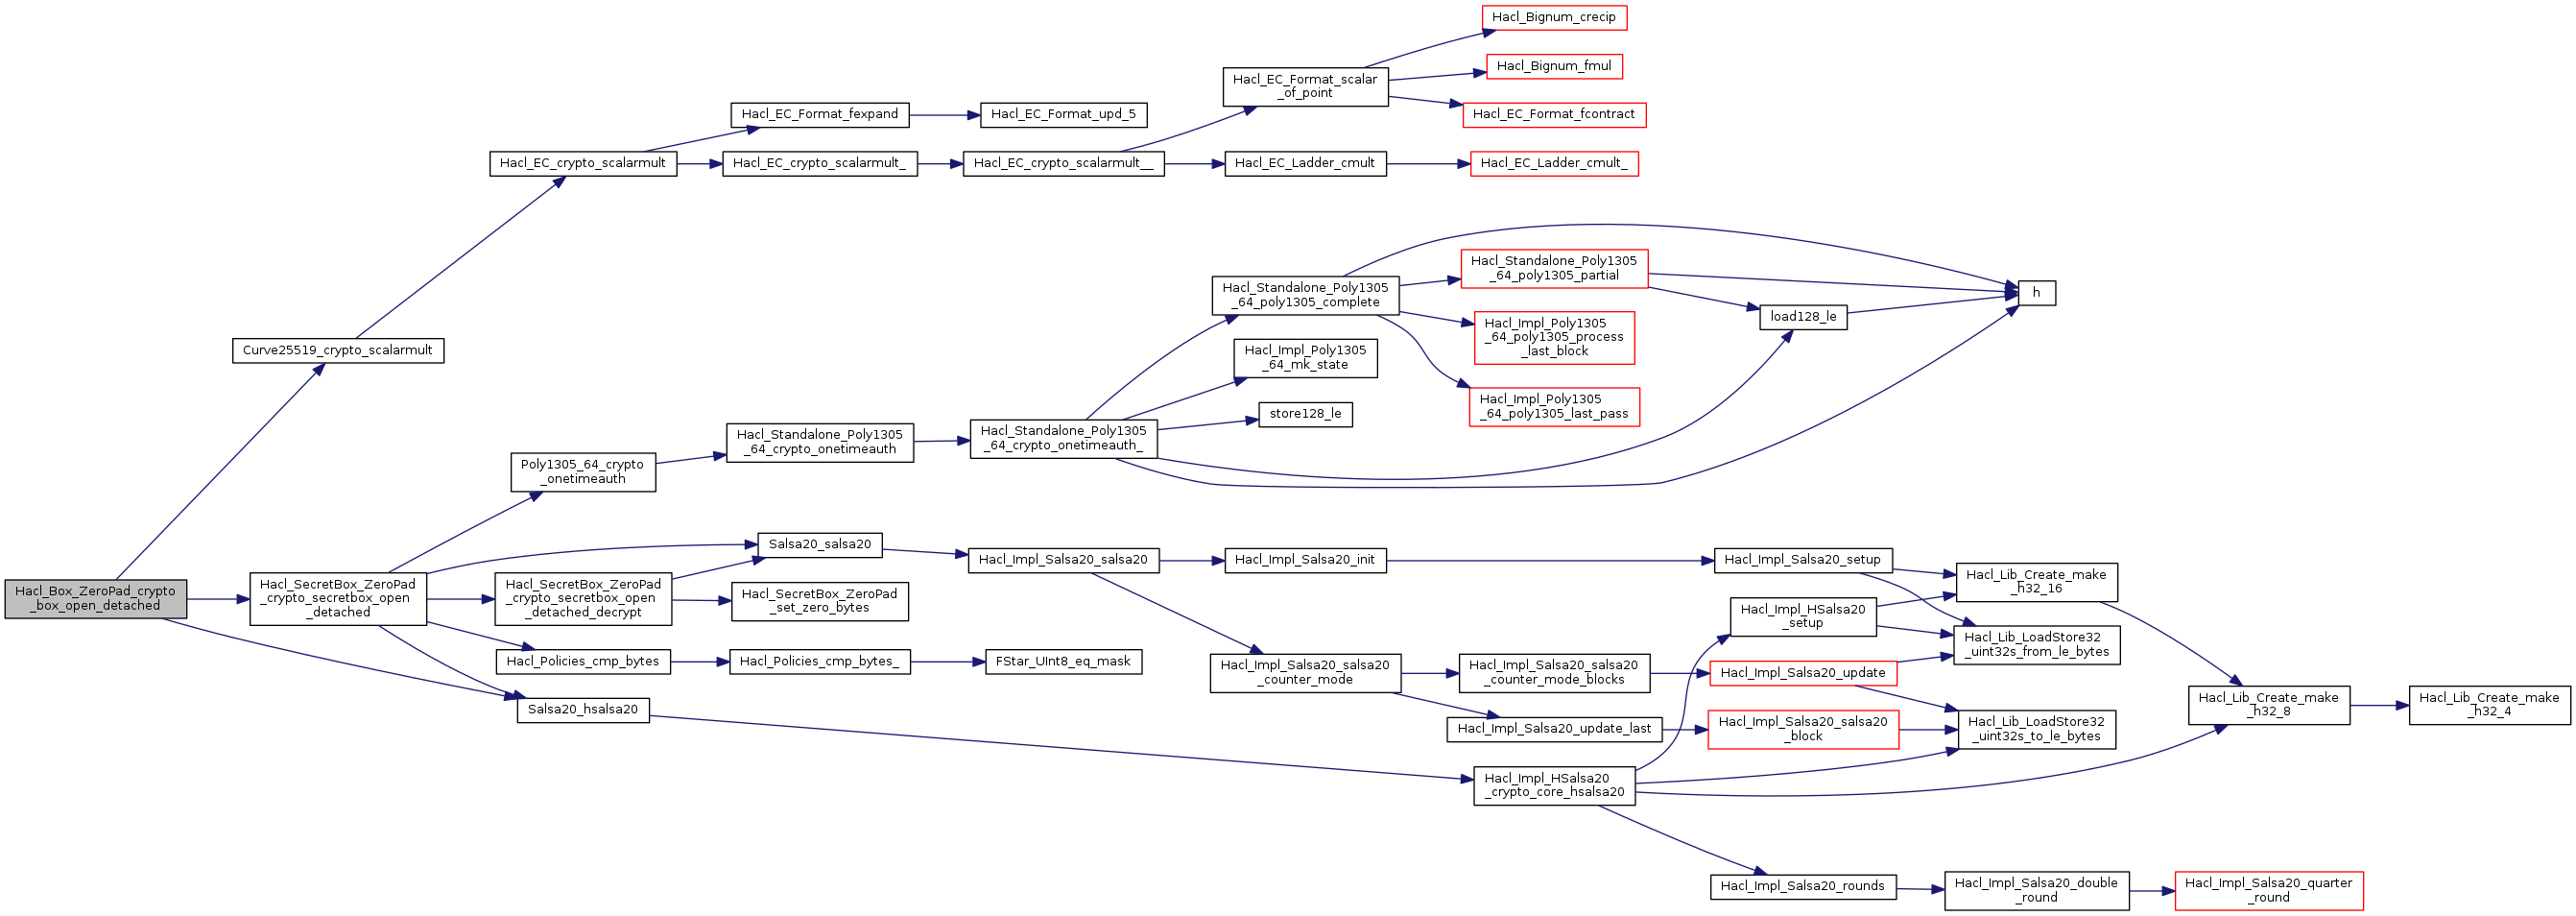 Hacl_Bignum_crecip
Hacl_Bignum_fmul
Hacl_EC_Format_scalar
_of_point
Hacl_EC_Format_fcontract
Hacl_EC_Format_fexpand
Hacl_EC_Format_upd_5
Hacl_EC_crypto_scalarmult
Hacl_EC_crypto_scalarmult_
Hacl_EC_crypto_scalarmult__
Hacl_EC_Ladder_cmult
Hacl_EC_Ladder_cmult_
Curve25519_crypto_scalarmult
Hacl_Standalone_Poly1305
_64_poly1305_complete
Hacl_Standalone_Poly1305
_64_poly1305_partial
h
load128_le
Hacl_Impl_Poly1305
_64_poly1305_process
_last_block
Hacl_Impl_Poly1305
_64_mk_state
Hacl_Impl_Poly1305
_64_poly1305_last_pass
store128_le
Poly1305_64_crypto
_onetimeauth
Hacl_Standalone_Poly1305
_64_crypto_onetimeauth
Hacl_Standalone_Poly1305
_64_crypto_onetimeauth_
Hacl_Box_ZeroPad_crypto
_box_open_detached
Hacl_SecretBox_ZeroPad
_crypto_secretbox_open
_detached
Hacl_SecretBox_ZeroPad
_crypto_secretbox_open
_detached_decrypt
Salsa20_salsa20
Hacl_SecretBox_ZeroPad
_set_zero_bytes
Hacl_Policies_cmp_bytes
Hacl_Policies_cmp_bytes_
FStar_UInt8_eq_mask
Salsa20_hsalsa20
Hacl_Impl_Salsa20_salsa20
Hacl_Impl_Salsa20_init
Hacl_Impl_Salsa20_setup
Hacl_Impl_HSalsa20
_setup
Hacl_Lib_Create_make
_h32_16
Hacl_Lib_LoadStore32
_uint32s_from_le_bytes
Hacl_Impl_Salsa20_salsa20
_counter_mode
Hacl_Impl_Salsa20_salsa20
_counter_mode_blocks
Hacl_Impl_Salsa20_update
Hacl_Impl_Salsa20_update_last
Hacl_Impl_Salsa20_salsa20
_block
Hacl_Lib_LoadStore32
_uint32s_to_le_bytes
Hacl_Lib_Create_make
_h32_8
Hacl_Lib_Create_make
_h32_4
Hacl_Impl_HSalsa20
_crypto_core_hsalsa20
Hacl_Impl_Salsa20_rounds
Hacl_Impl_Salsa20_double
_round
Hacl_Impl_Salsa20_quarter
_round